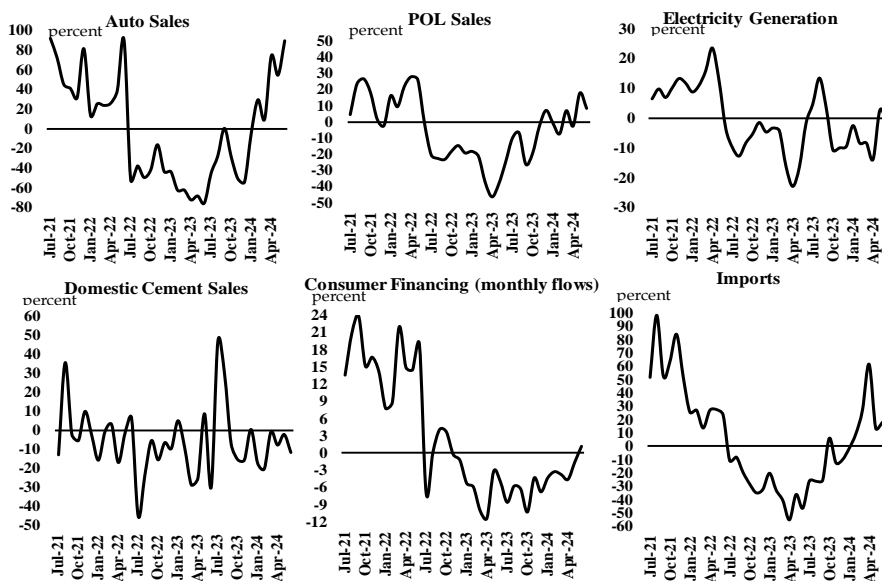 Auto Sales
percent
100
80
60
40
20
0
-20
-40
-60
-80
Jul-21
Oct-21
Jan-22
Apr-22
Jul-22
Oct-22
Jan-23
Apr-23
Jul-23
Oct-23
Jan-24
Apr-24
POL Sales
percent
50
40
30
20
10
0
-10
-20
-30
-40
-50
Jul-21
Oct-21
Jan-22
Apr-22
Jul-22
Oct-22
Jan-23
Apr-23
Jul-23
Oct-23
Jan-24
Apr-24
Electricity Generation
percent
30
20
10
0
-10
-20
-30
Jul-21
Oct-21
Jan-22
Apr-22
Jul-22
Oct-22
Jan-23
Apr-23
Jul-23
Oct-23
Jan-24
Apr-24
Domestic Cement Sales
percent
60
50
40
30
20
10
0
-10
-20
-30
-40
-50
Jul-21
Oct-21
Jan-22
Apr-22
Jul-22
Oct-22
Jan-23
Apr-23
Jul-23
Oct-23
Jan-24
Apr-24
Consumer Financing (monthly flows)
percent
24
21
18
15
12
9
6
3
0
-3
-6
-9
-12
Jul-21
Oct-21
Jan-22
Apr-22
Jul-22
Oct-22
Jan-23
Apr-23
Jul-23
Oct-23
Jan-24
Apr-24
Imports
percent
100
90
80
70
60
50
40
30
20
10
0
-10
-20
-30
-40
-50
-60
Jul-21
Oct-21
Jan-22
Apr-22
Jul-22
Oct-22
Jan-23
Apr-23
Jul-23
Oct-23
Jan-24
Apr-24